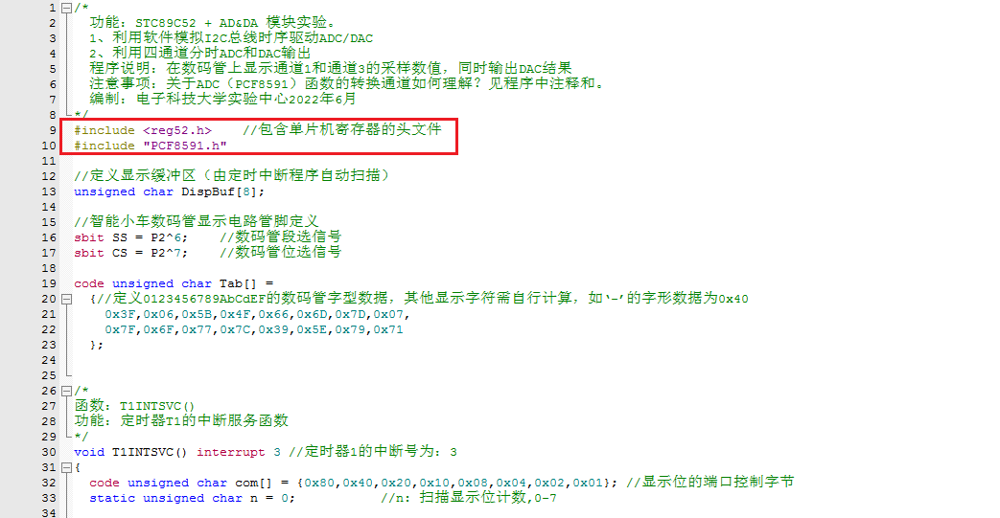 1 /*
2 功能：STC89C52 + AD&DA 模块实验。
3 1、利用软件模拟I2C总线时序驱动ADC/DAC
4 2、利用四通道分时ADC和DAC输出
5 程序说明：在数码管上显示通道1和通道3的采样数值，同时输出DAC结果
6 注意事项：关于ADC（PCF8591）函数的转换通道如何理解？见程序中注释和。
7 编制：电子科技大学实验中心2022年6月
8 */
9 #include <reg52.h> //包含单片机寄存器的头文件
10 #include "PCF8591.h"
11
12 //定义显示缓冲区（由定时中断程序自动扫描）
13 unsigned char DispBuf[8];
14
15 //智能小车数码管显示电路管脚定义
16 sbit SS = P2^6; //数码管段选信号
17 sbit CS = P2^7; //数码管位选信号
18
19 code unsigned char Tab[] =
20 {//定义0123456789AbCdEF的数码管字型数据，其他显示字符需自行计算，如‘-’的字形数据为0x40
21 0x3F,0x06,0x5B,0x4F,0x66,0x6D,0x7D,0x07,
22 0x7F,0x6F,0x77,0x7C,0x39,0x5E,0x79,0x71
23 };
24
25
26 /*
27 函数：T1INTSVC()
28 功能：定时器T1的中断服务函数
29 */
30 void T1INTSVC() interrupt 3 //定时器1的中断号为：3
31 {
32 code unsigned char com[] = {0x80,0x40,0x20,0x10,0x08,0x04,0x02,0x01}; //显示位的端口控制字节
33 static unsigned char n = 0; //n: 扫描显示位计数,0-7
34